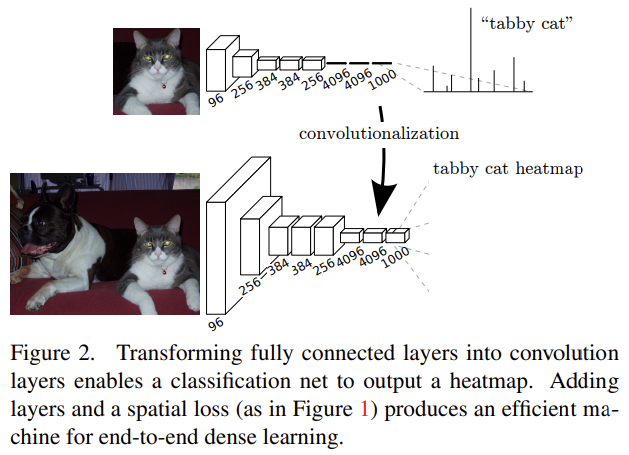 "tabby cat"
96
256
384
384
256
4096
4096
1000
convolutionalization
tabby cat heatmap
96
256
384
384
256
4096
4096
1000
Figure 2. Transforming fully connected layers into convolution
layers enables a classification net to output a heatmap. Adding
layers and a spatial loss (as in Figure 1) produces an efficient ma-
chine for end-to-end dense learning.